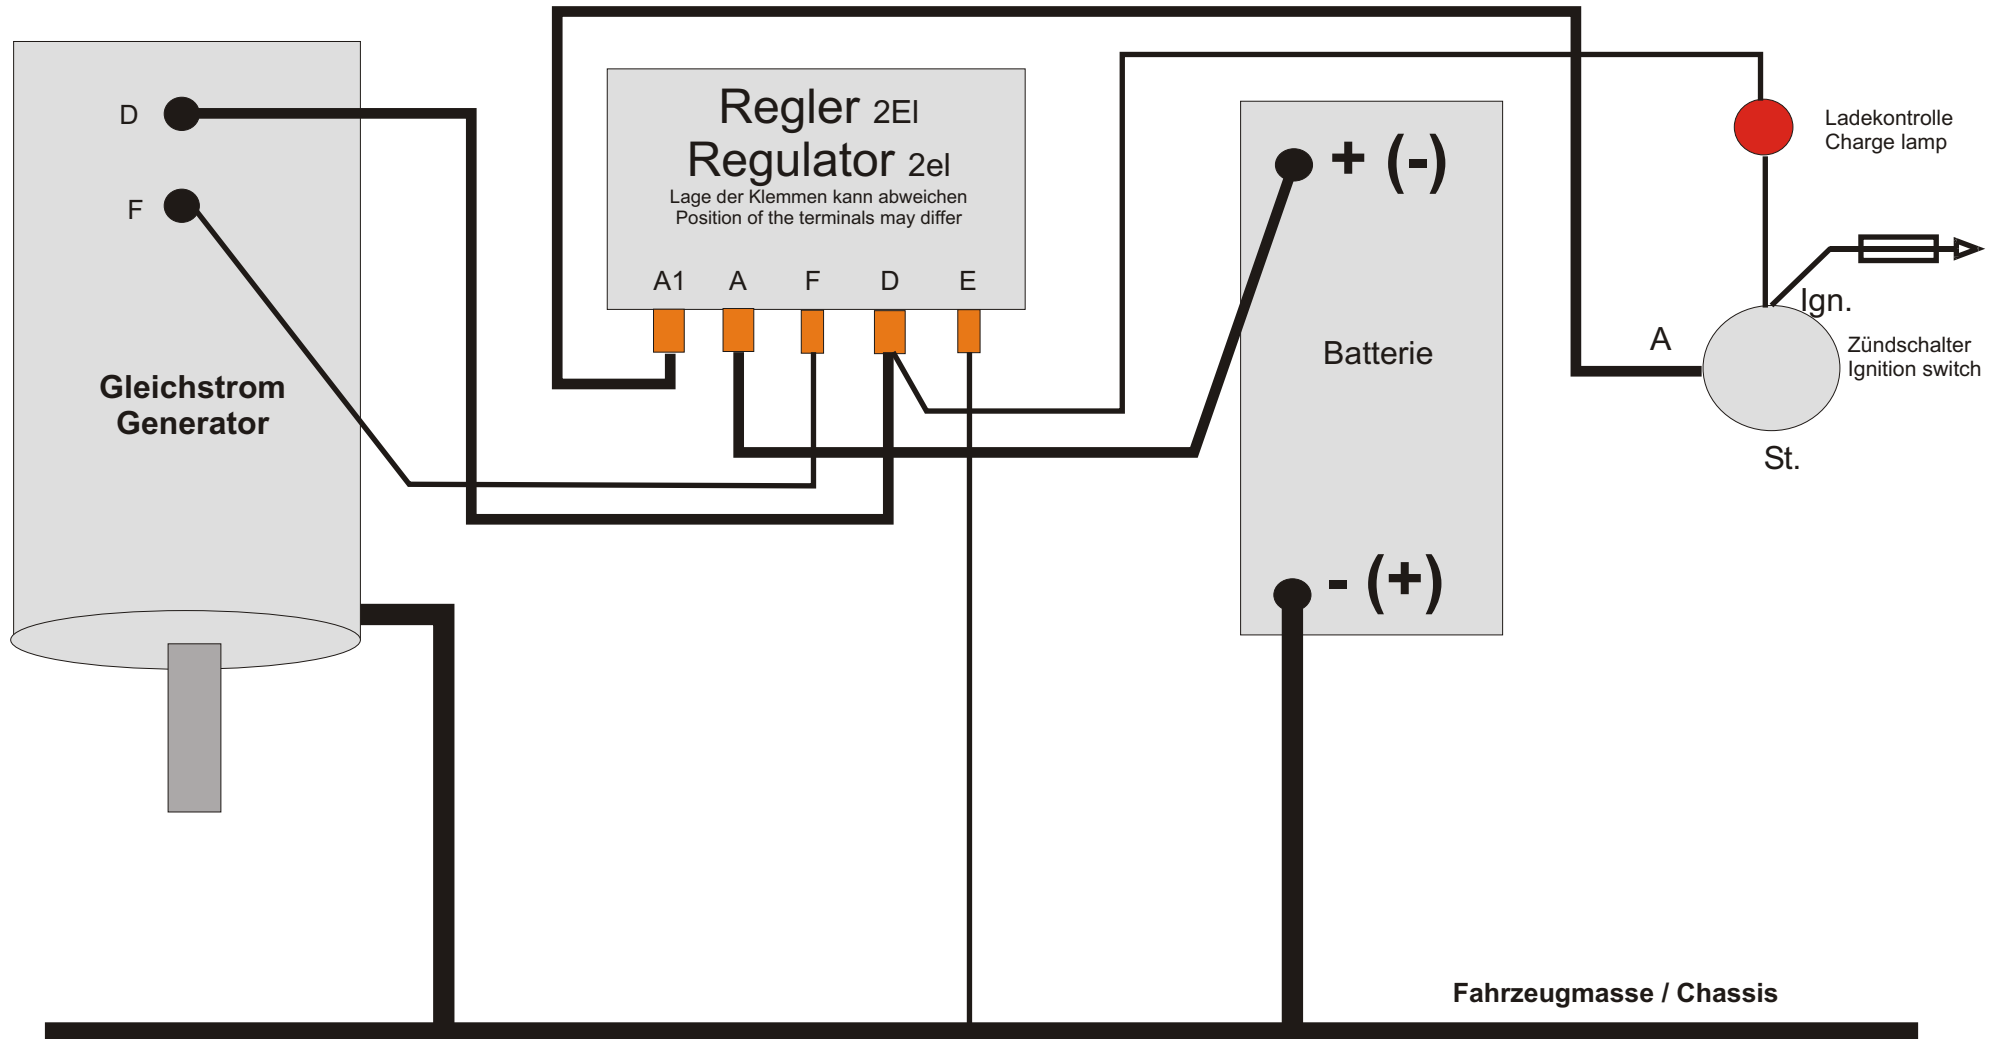 D
F
Gleichstrom
Generator
Regler 2El
Regulator 2el
Lage der Klemmen kann abweichen
Position of the terminals may differ
A1 A F D E
+ (-)
Batterie
- (+)
Ladekontrolle
Charge lamp
Ign.
A
Zündschalter
Ignition switch
St.
Fahrzeugmasse / Chassis